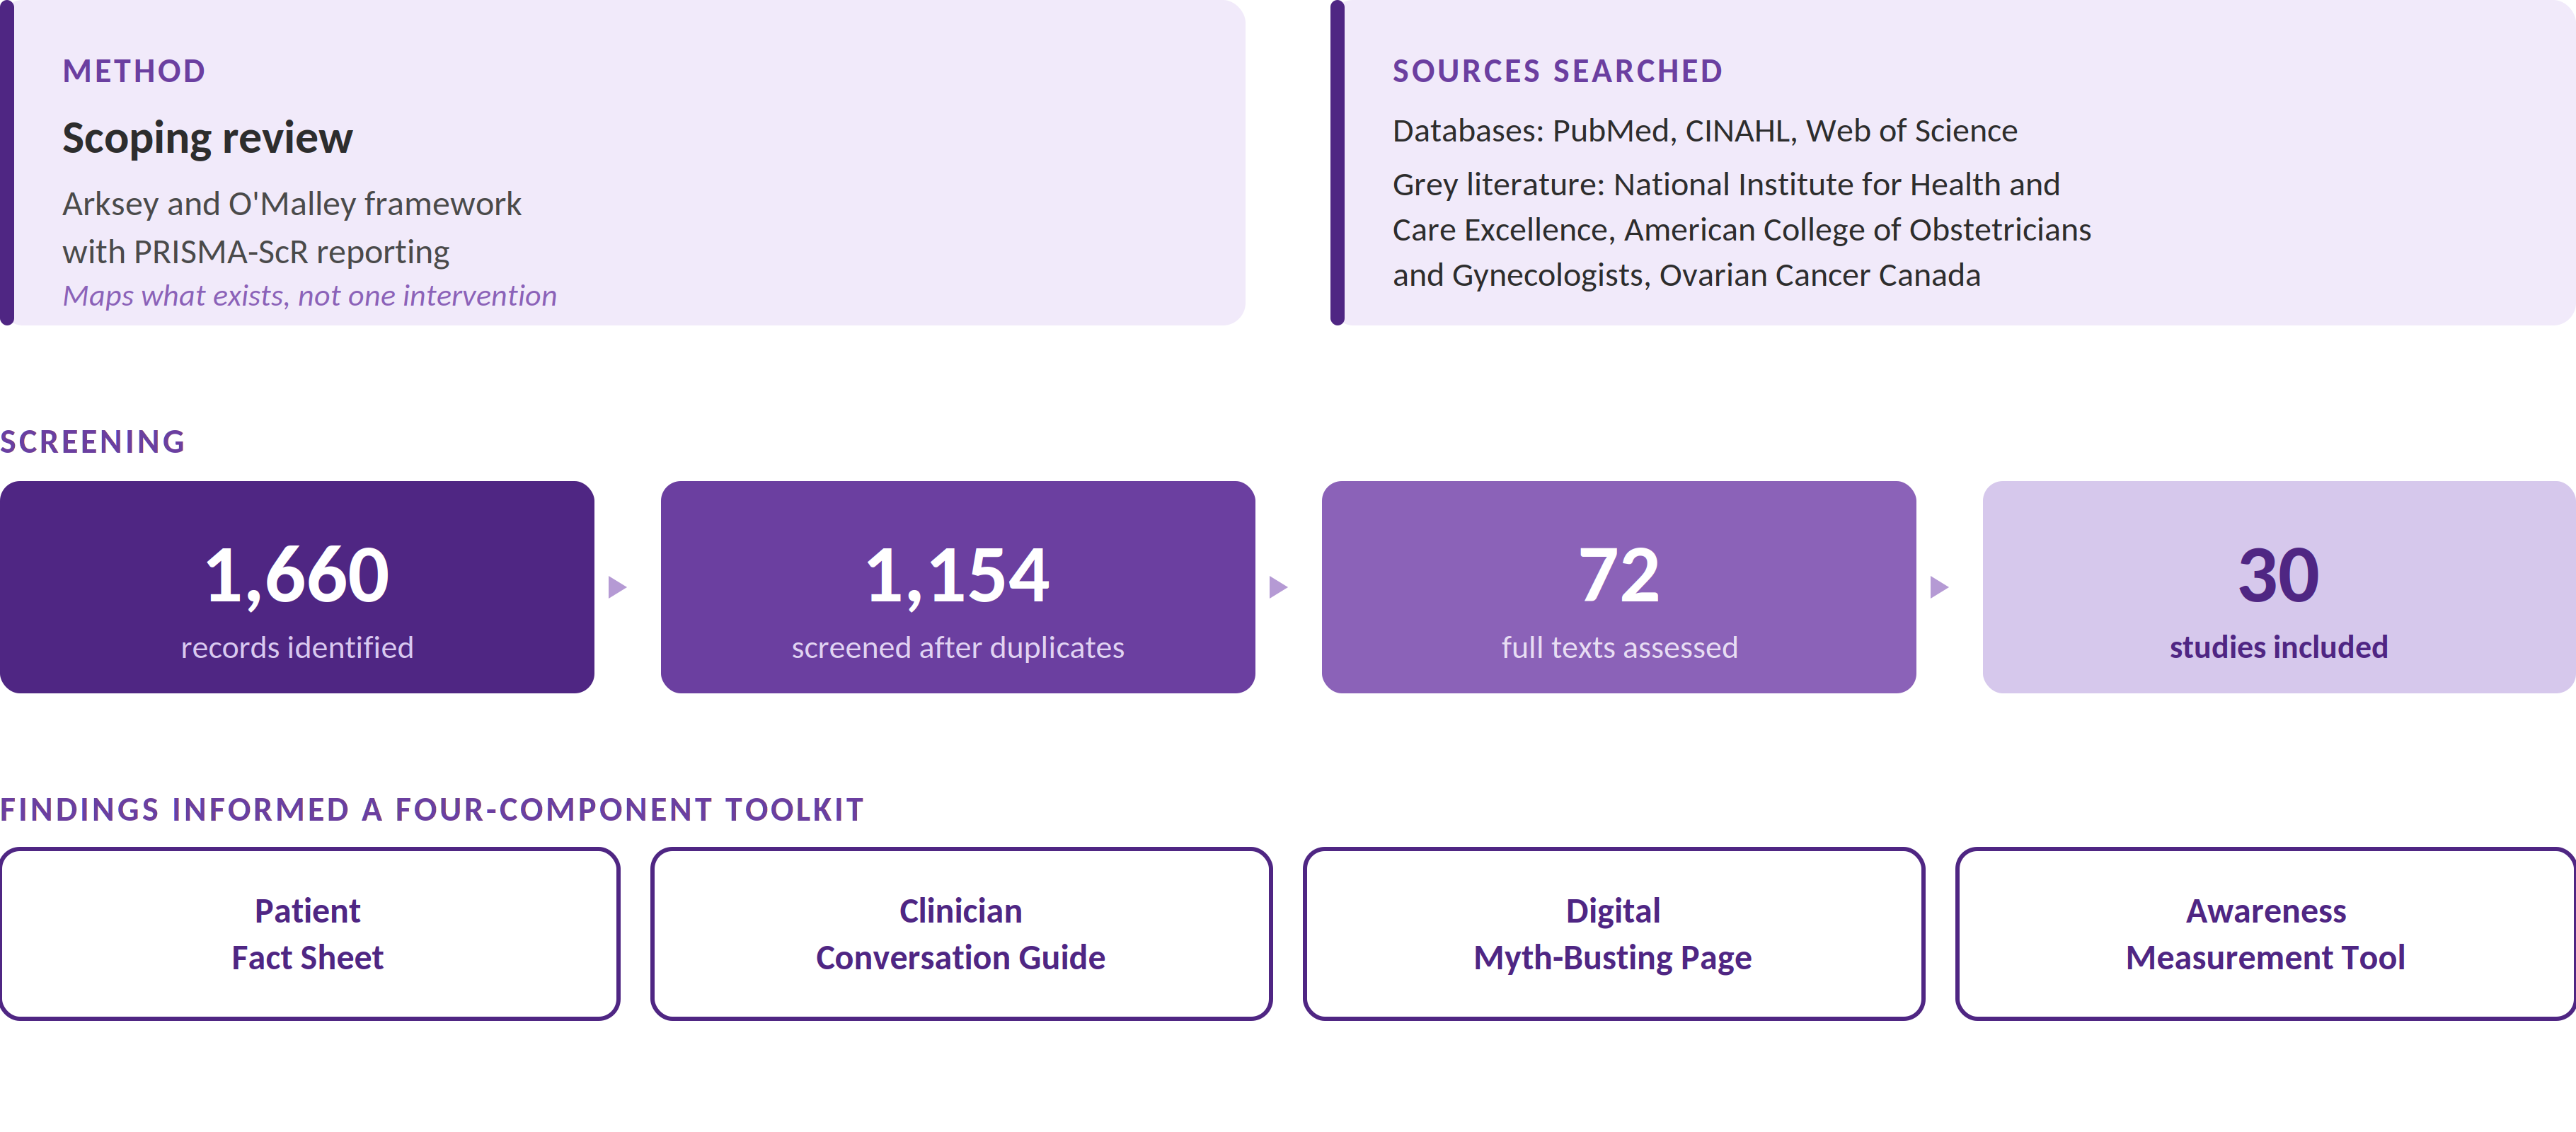 METHOD
Scoping review
Arksey and O'Malley framework
with PRISMA-ScR reporting
Maps what exists, not one intervention
SOURCES SEARCHED
Databases: PubMed, CINAHL, Web of Science
Grey literature: National Institute for Health and
Care Excellence, American College of Obstetricians
and Gynecologists, Ovarian Cancer Canada
SCREENING
1,660
records identified
1,154
screened after duplicates
72
full texts assessed
30
studies included
FINDINGS INFORMED A FOUR-COMPONENT TOOLKIT
Patient
Fact Sheet
Clinician
Conversation Guide
Digital
Myth-Busting Page
Awareness
Measurement Tool